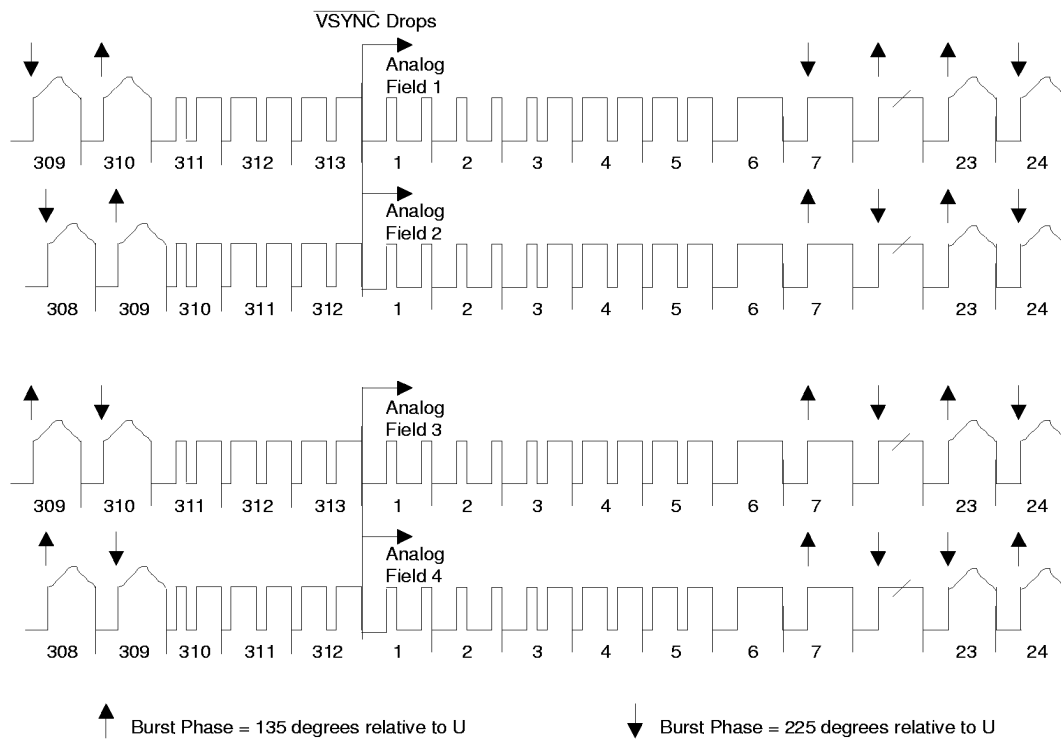 VSYNC Drops
Analog
Field 1
309 310 311 312 313 1 2 3 4 5 6 7 23 24
Analog
Field 2
308 309 310 311 312 1 2 3 4 5 6 7 23 24
Analog
Field 3
309 310 311 312 313 1 2 3 4 5 6 7 23 24
Analog
Field 4
308 309 310 311 312 1 2 3 4 5 6 7 23 24
Burst Phase = 135 degrees relative to U
Burst Phase = 225 degrees relative to U